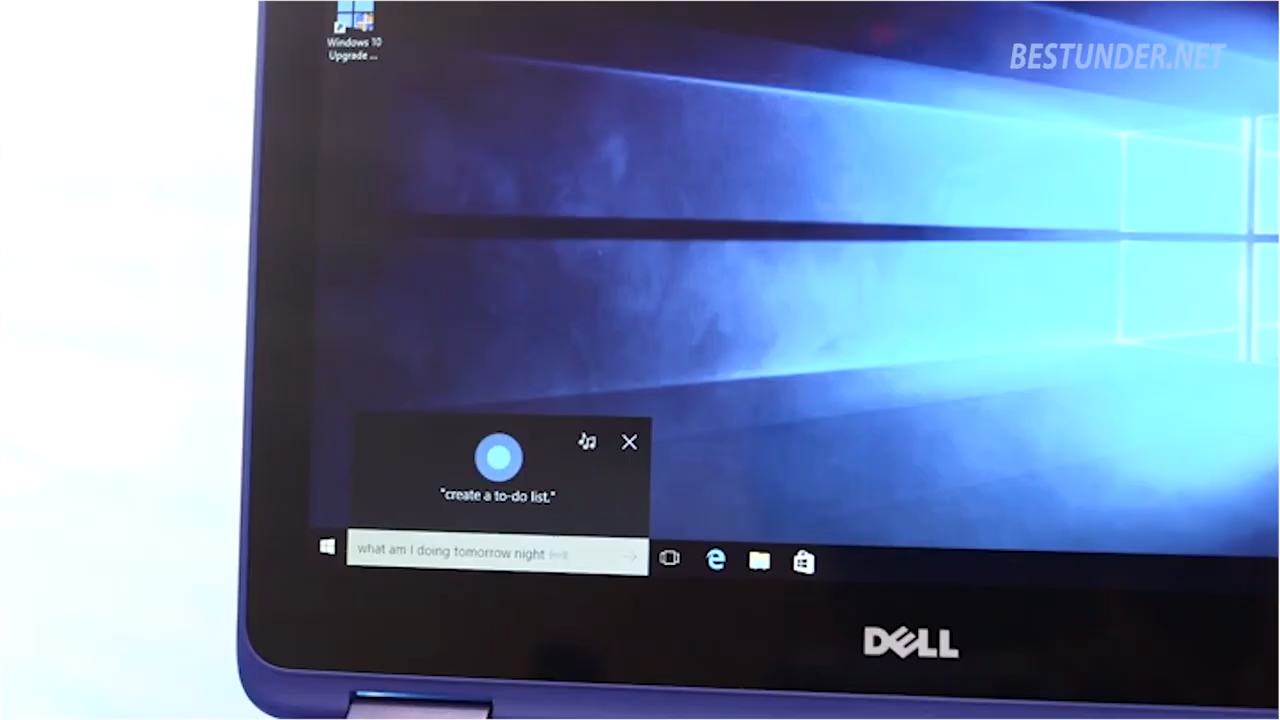 Windows 10
Upgrade ...
BESTUNDER.NET
"create a to-do list."
what am I doing tomorrow night
DELL